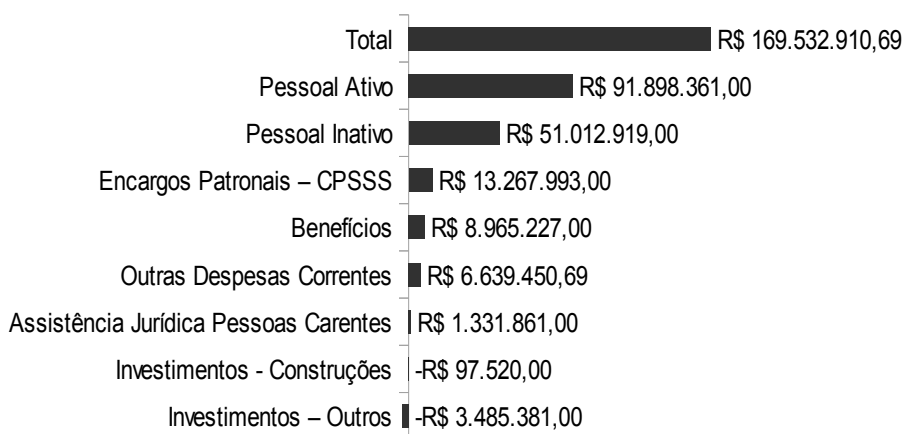 Total R$ 169.532.910,69
Pessoal Ativo R$ 91.898.361,00
Pessoal Inativo R$ 51.012.919,00
Encargos Patronais – CPSSS R$ 13.267.993,00
Benefícios R$ 8.965.227,00
Outras Despesas Correntes R$ 6.639.450,69
Assistência Jurídica Pessoas Carentes R$ 1.331.861,00
Investimentos - Construções -R$ 97.520,00
Investimentos – Outros -R$ 3.485.381,00